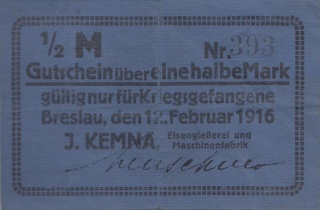 ½ M Nr. 393
Gutschein über eine halbe Mark
gültig nur für Kriegsgefangene
Breslau, den Februar 1916
J. KEMNA, Eisengießerei und
Maschinenfabrik